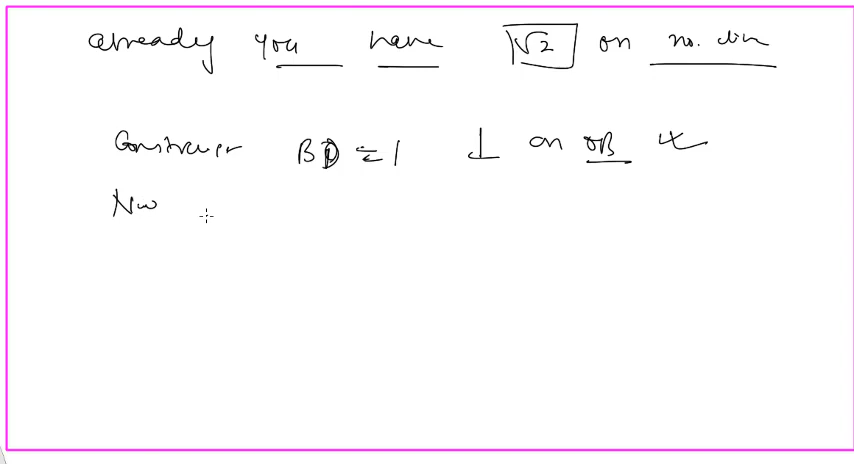 already you have √2 on no. line
Construct BD = 1 ⊥ on OB
Now